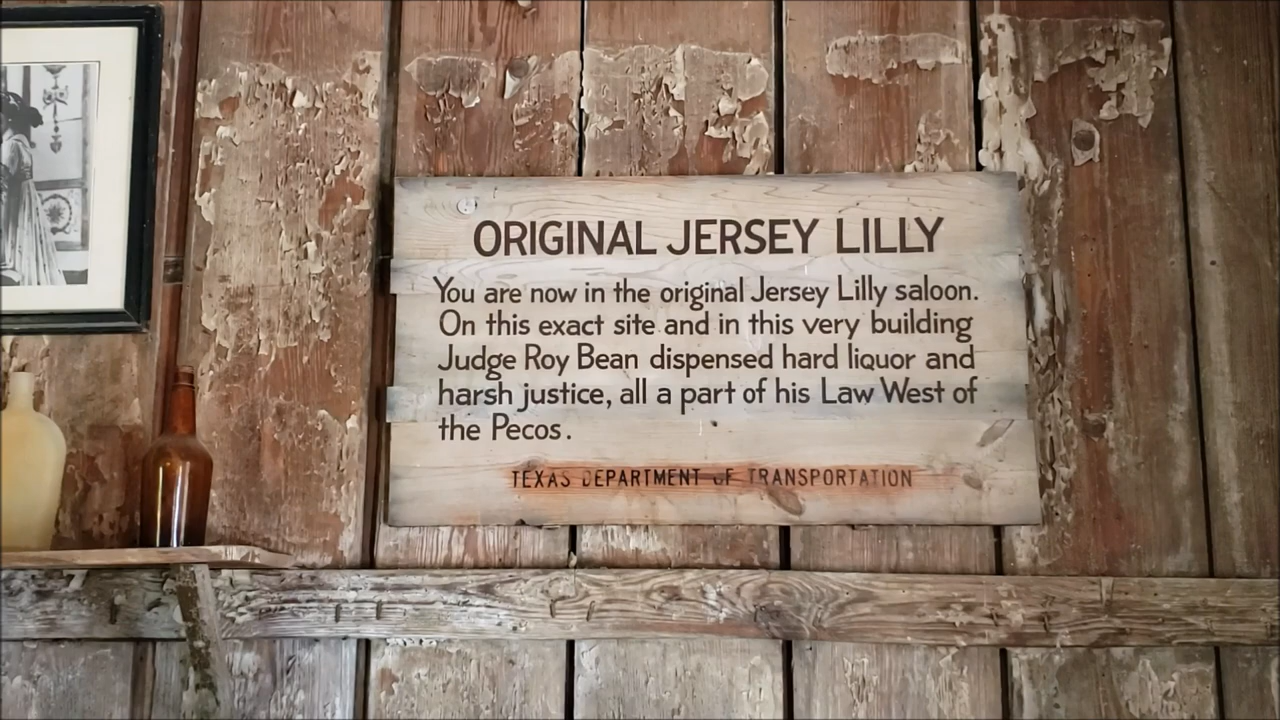 ORIGINAL JERSEY LILLY
You are now in the original Jersey Lilly saloon.
On this exact site and in this very building
Judge Roy Bean dispensed hard liquor and
harsh justice, all a part of his Law West of
the Pecos.
TEXAS DEPARTMENT OF TRANSPORTATION